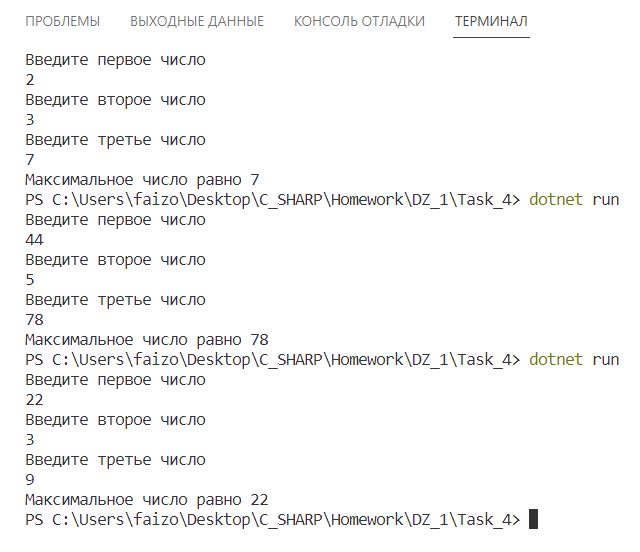 ПРОБЛЕМЫ ВЫХОДНЫЕ ДАННЫЕ КОНСОЛЬ ОТЛАДКИ ТЕРМИНАЛ
Введите первое число
2
Введите второе число
3
Введите третье число
7
Максимальное число равно 7
PS C:\Users\faizo\Desktop\C_SHARP\Homework\DZ_1\Task_4> dotnet run
Введите первое число
44
Введите второе число
5
Введите третье число
78
Максимальное число равно 78
PS C:\Users\faizo\Desktop\C_SHARP\Homework\DZ_1\Task_4> dotnet run
Введите первое число
22
Введите второе число
3
Введите третье число
9
Максимальное число равно 22
PS C:\Users\faizo\Desktop\C_SHARP\Homework\DZ_1\Task_4>